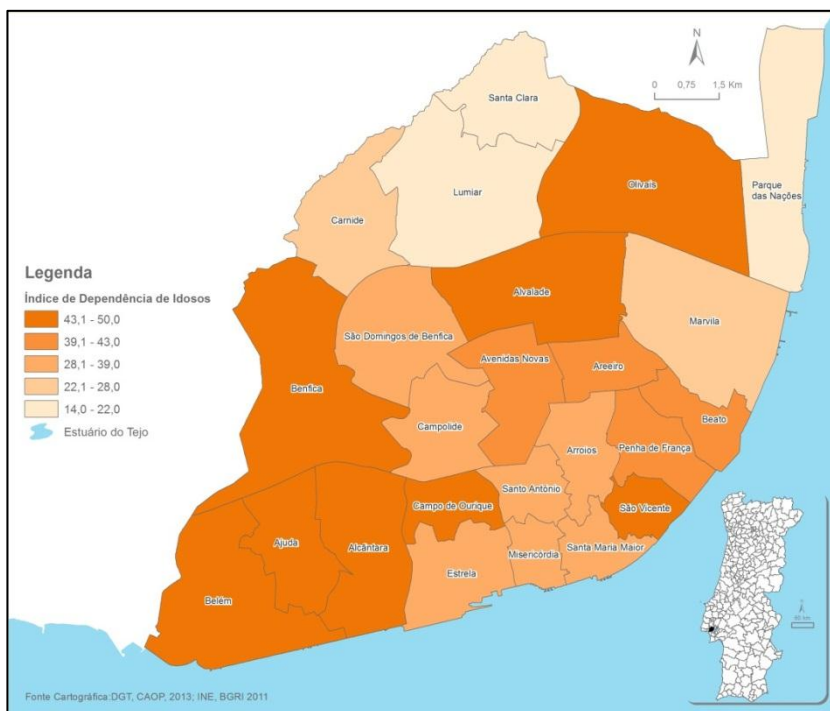 N
0 0,75 1,5 Km
Santa Clara
Lumiar
Olivais
Parque
das Nações
Carnide
Legenda
Índice de Dependência de Idosos
43,1 - 50,0
39,1 - 43,0
28,1 - 39,0
22,1 - 28,0
14,0 - 22,0
Estuário do Tejo
Alvalade
Marvila
São Domingos de Benfica
Avenidas Novas
Areeiro
Benfica
Campolide
Beato
Arroios
Penha de França
Santo António
Campo de Ourique
São Vicente
Ajuda
Alcântara
Misericórdia
Santa Maria Maior
Estrela
Belém
Fonte Cartográfica:DGT, CAOP, 2013; INE, BGRI 2011